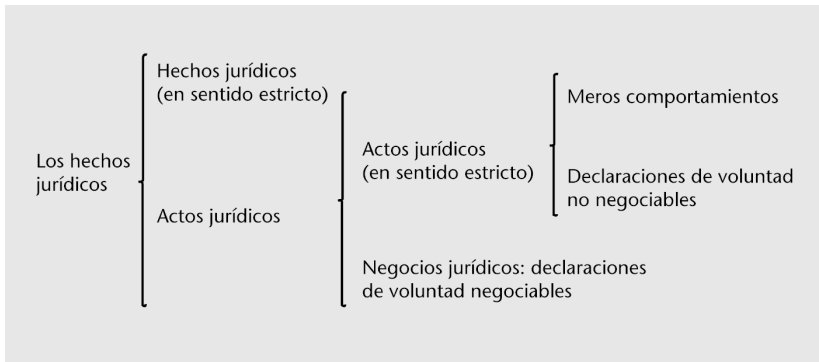 Los hechos
jurídicos
Hechos jurídicos
(en sentido estricto)
Actos jurídicos
Actos jurídicos
(en sentido estricto)
Negocios jurídicos: declaraciones
de voluntad negociables
Meros comportamientos
Declaraciones de voluntad
no negociables